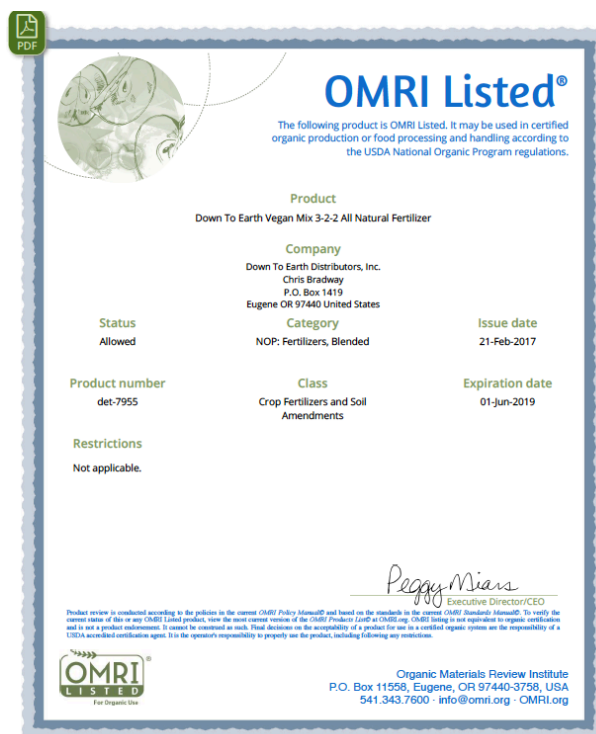 PDF
OMRI Listed®
The following product is OMRI Listed. It may be used in certified
organic production or food processing and handling according to
the USDA National Organic Program regulations.
Product
Down To Earth Vegan Mix 3-2-2 All Natural Fertilizer
Company
Down To Earth Distributors, Inc.
Chris Bradway
P.O. Box 1419
Eugene OR 97440 United States
Status
Category
Issue date
Allowed
NOP: Fertilizers, Blended
21-Feb-2017
Product number
Class
Expiration date
det-7955
Crop Fertilizers and Soil
Amendments
01-Jun-2019
Restrictions
Not applicable.
Peggy Miars
Executive Director/CEO
Product review is conducted according to the policies in the current OMRI Policy Manual© and based on the standards in the current OMRI Standards Manual©. To verify the
current status of this or any OMRI Listed product, view the most current version of the OMRI Products List© at OMRI.org. OMRI listing is not equivalent to organic certification
and is not a product endorsement. It cannot be construed as such. Final decisions on the acceptability of a product for use in a certified organic system are the responsibility of a
USDA accredited certification agent. It is the operator's responsibility to properly use the product, including following any restrictions.
OMRI®
LISTED
For Organic Use
Organic Materials Review Institute
P.O. Box 11558, Eugene, OR 97440-3758, USA
541.343.7600 · info@omri.org · OMRI.org